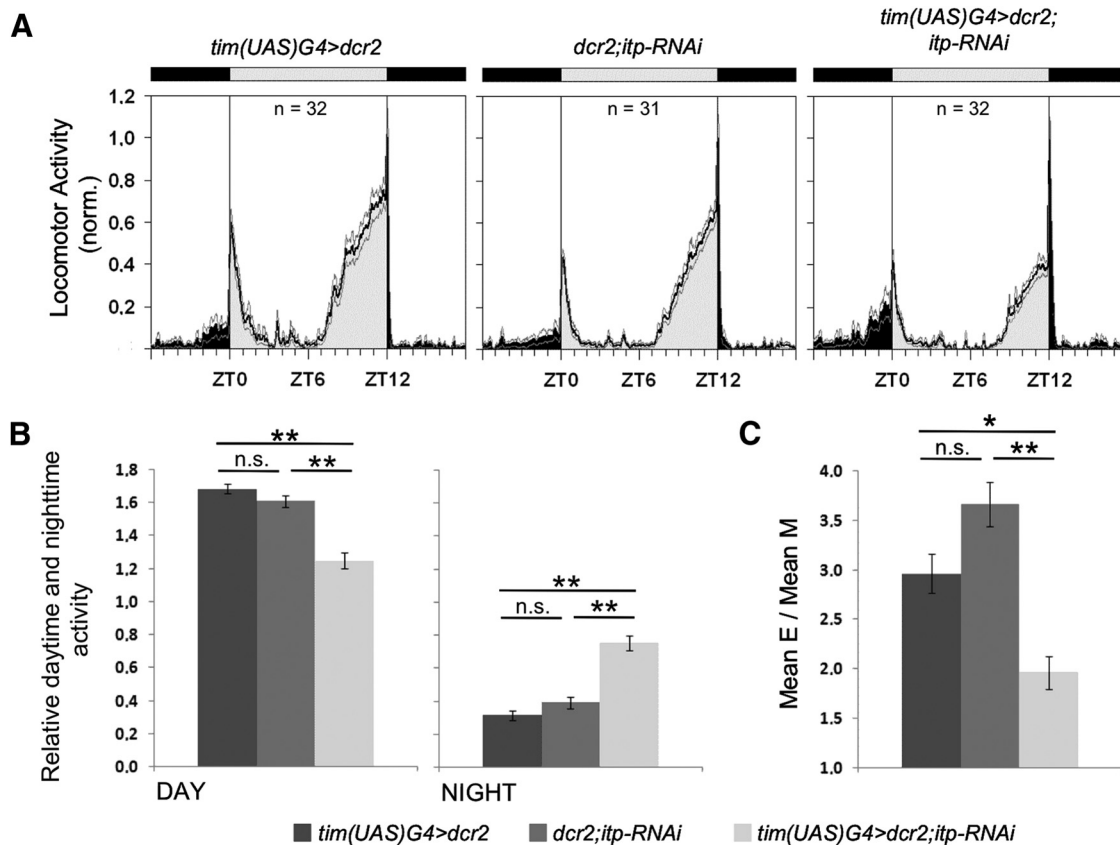 A
tim(UAS)G4>dcr2
dcr2;itp-RNAi
tim(UAS)G4>dcr2;
itp-RNAi
Locomotor Activity
(norm.)
1.2
1.0
0.8
0.6
0.4
0.2
n = 32
n = 31
n = 32
ZT0 ZT6 ZT12
ZT0 ZT6 ZT12
ZT0 ZT6 ZT12
B
Relative daytime and nighttime
activity
1.8
1.6
1.4
1.2
1.0
0.8
0.6
0.4
0.2
0.0
**
n.s. **
DAY
**
n.s. **
NIGHT
C
Mean E / Mean M
4.0
3.5
3.0
2.5
2.0
1.5
1.0
*
n.s. **
tim(UAS)G4>dcr2 dcr2;itp-RNAi tim(UAS)G4>dcr2;itp-RNAi